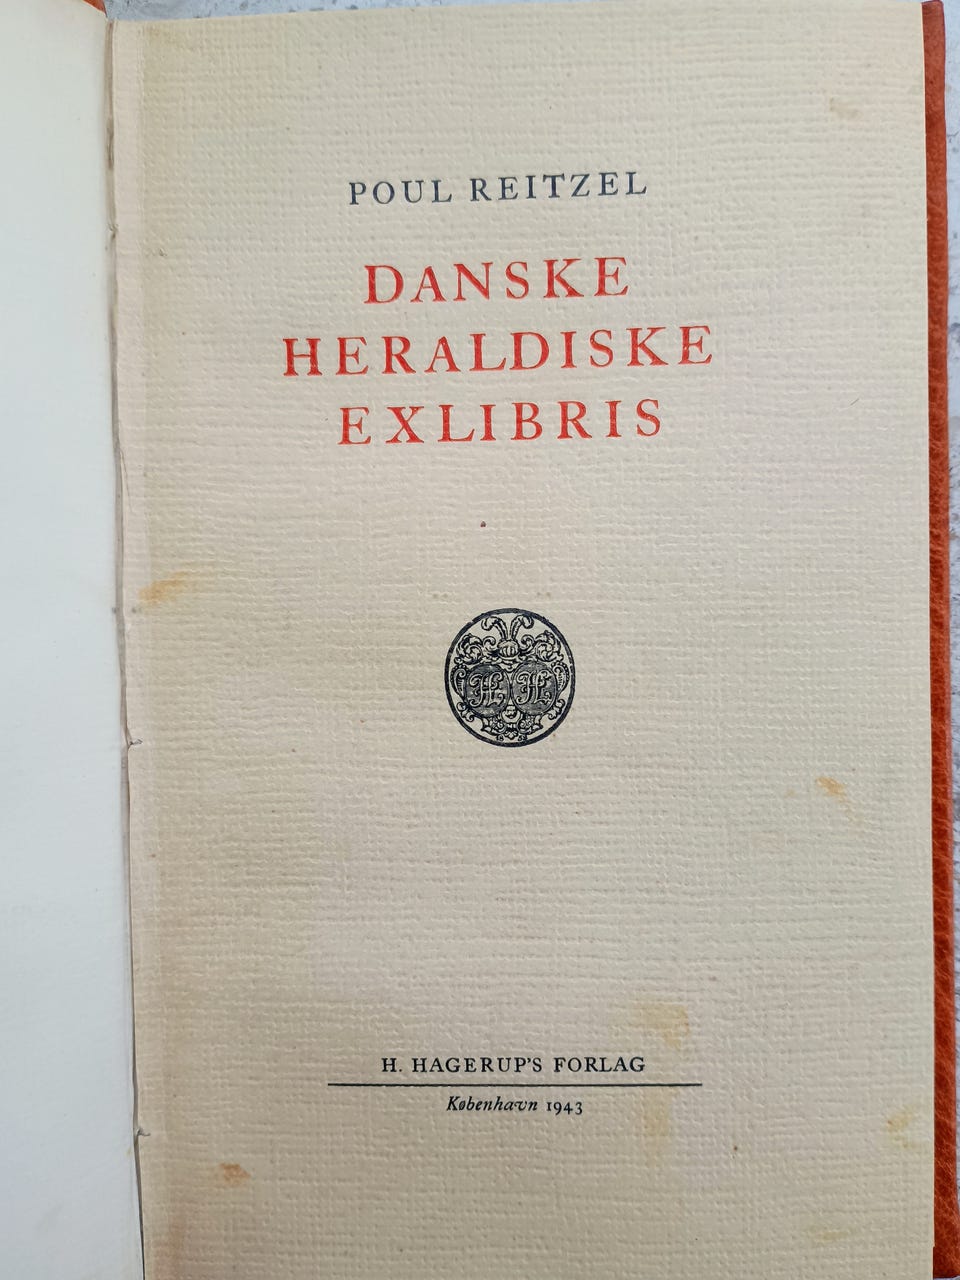 POUL REITZEL
DANSKE
HERALDISKE
EXLIBRIS
H. HAGERUP'S FORLAG
København 1943